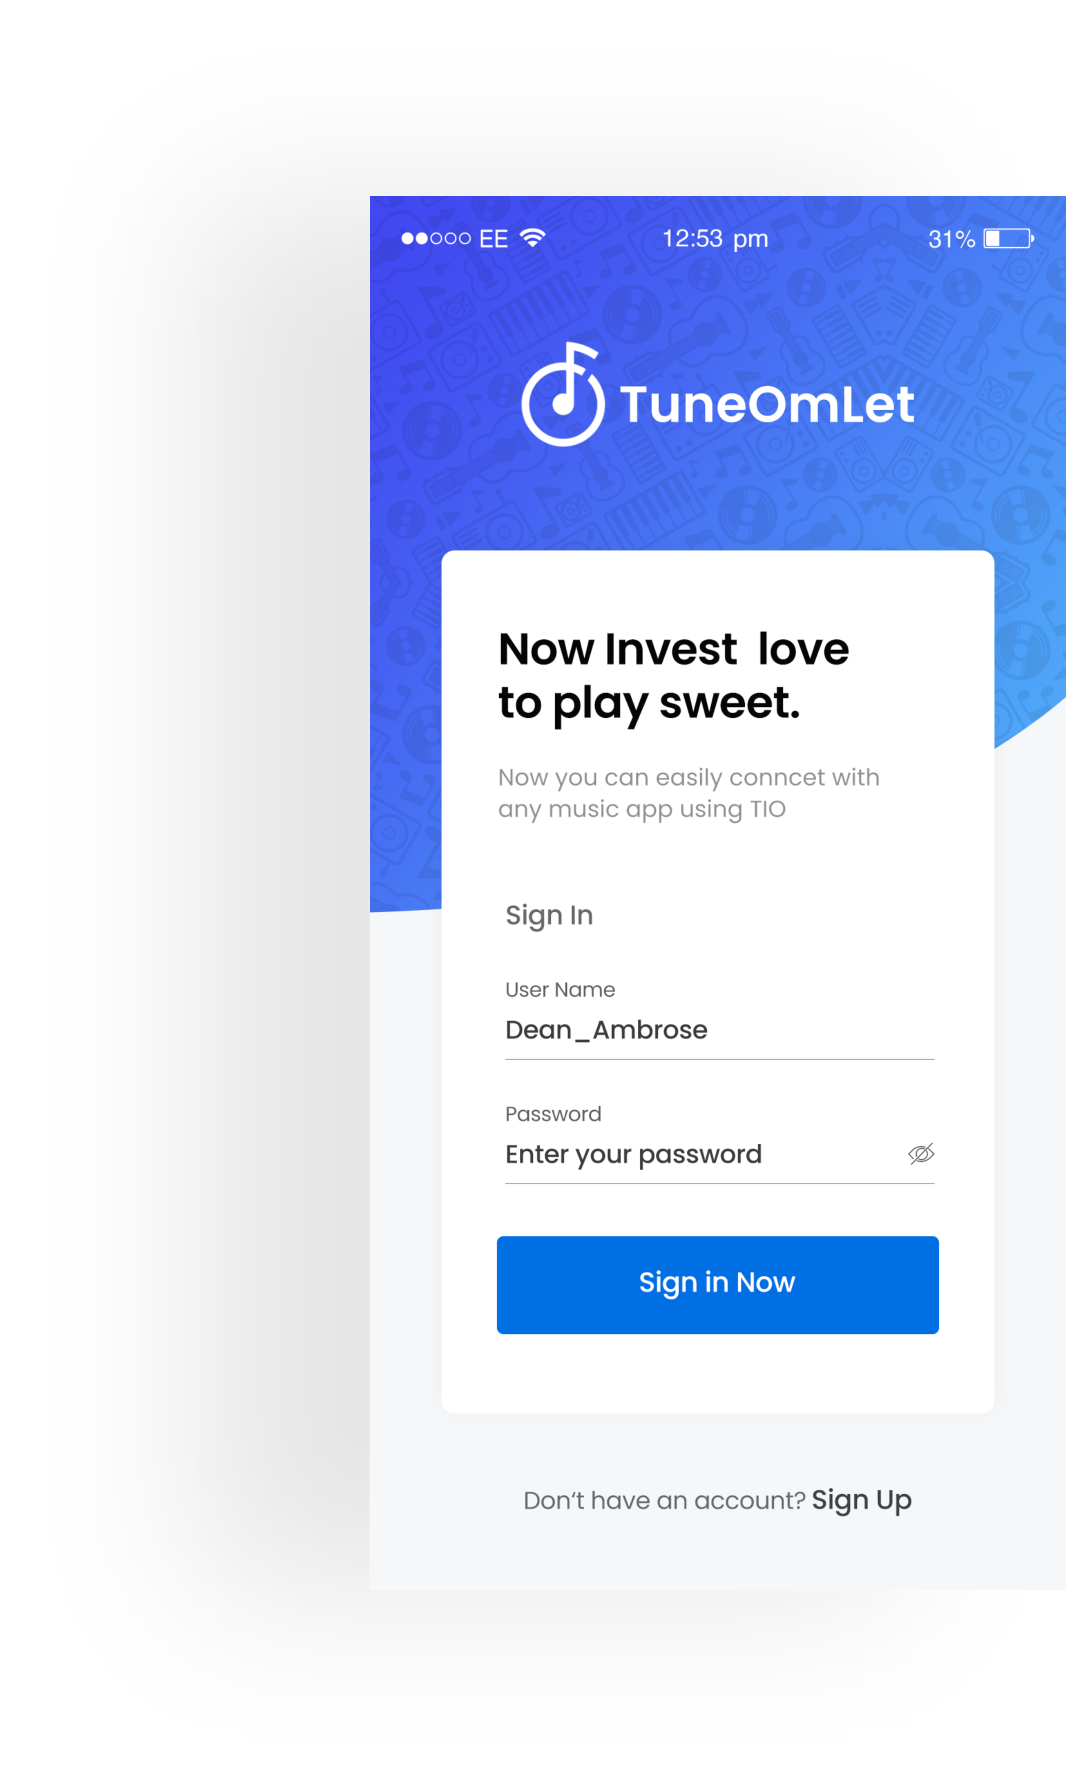 EE 12:53 pm 31%
TuneOmLet
Now Invest love
to play sweet.
Now you can easily conncet with
any music app using TIO
Sign In
User Name
Dean_Ambrose
Password
Enter your password
Sign in Now
Don't have an account? Sign Up